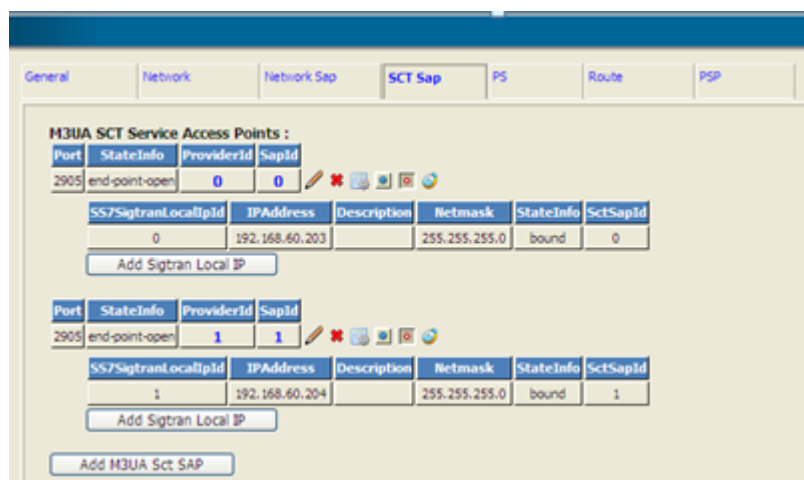 General Network Network Sap SCT Sap PS Route PSP
M3UA SCT Service Access Points :
Port StateInfo ProviderId SapId
2905 end-point-open 0 0
SS7SigtranLocalIpId IPAddress Description Netmask StateInfo SctSapId
0 192.168.60.203 255.255.255.0 bound 0
Add Sigtran Local IP
Port StateInfo ProviderId SapId
2905 end-point-open 1 1
SS7SigtranLocalIpId IPAddress Description Netmask StateInfo SctSapId
1 192.168.60.204 255.255.255.0 bound 1
Add Sigtran Local IP
Add M3UA Sct SAP